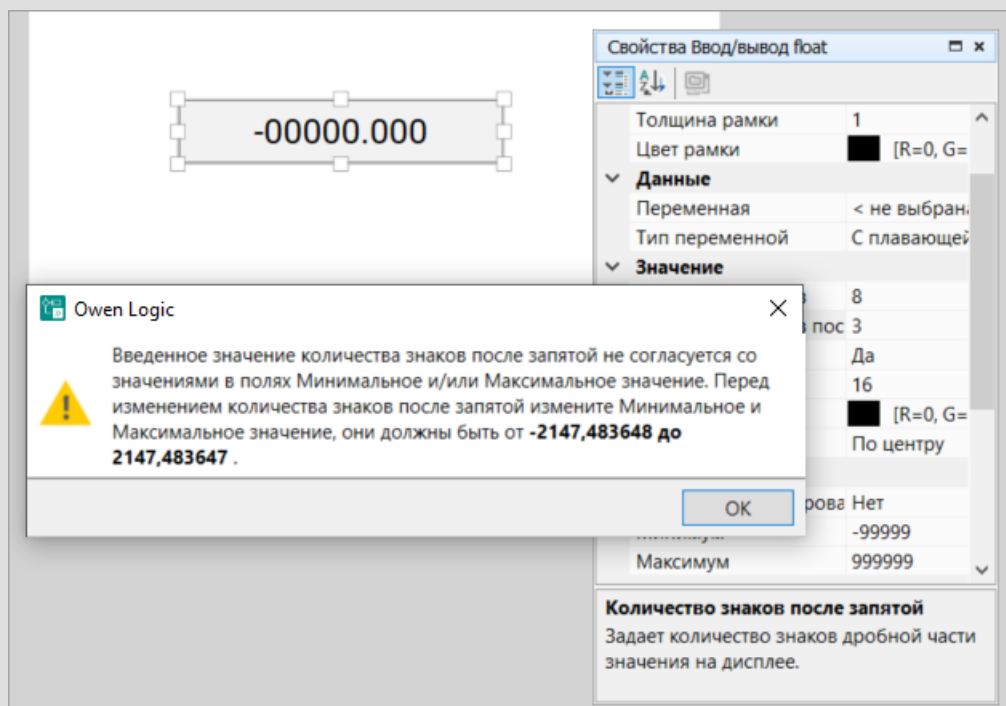 Свойства Ввод/вывод float
-00000.000
Толщина рамки 1
Цвет рамки [R=0, G=
Данные
Переменная < не выбран
Тип переменной С плавающей
Значение
8
пос 3
Да
16
[R=0, G=
По центру
Нет
-99999
Максимум 999999
Owen Logic
Введенное значение количества знаков после запятой не согласуется со
значениями в полях Минимальное и/или Максимальное значение. Перед
изменением количества знаков после запятой измените Минимальное и
Максимальное значение, они должны быть от -2147,483648 до
2147,483647 .
OK
Количество знаков после запятой
Задает количество знаков дробной части
значения на дисплее.